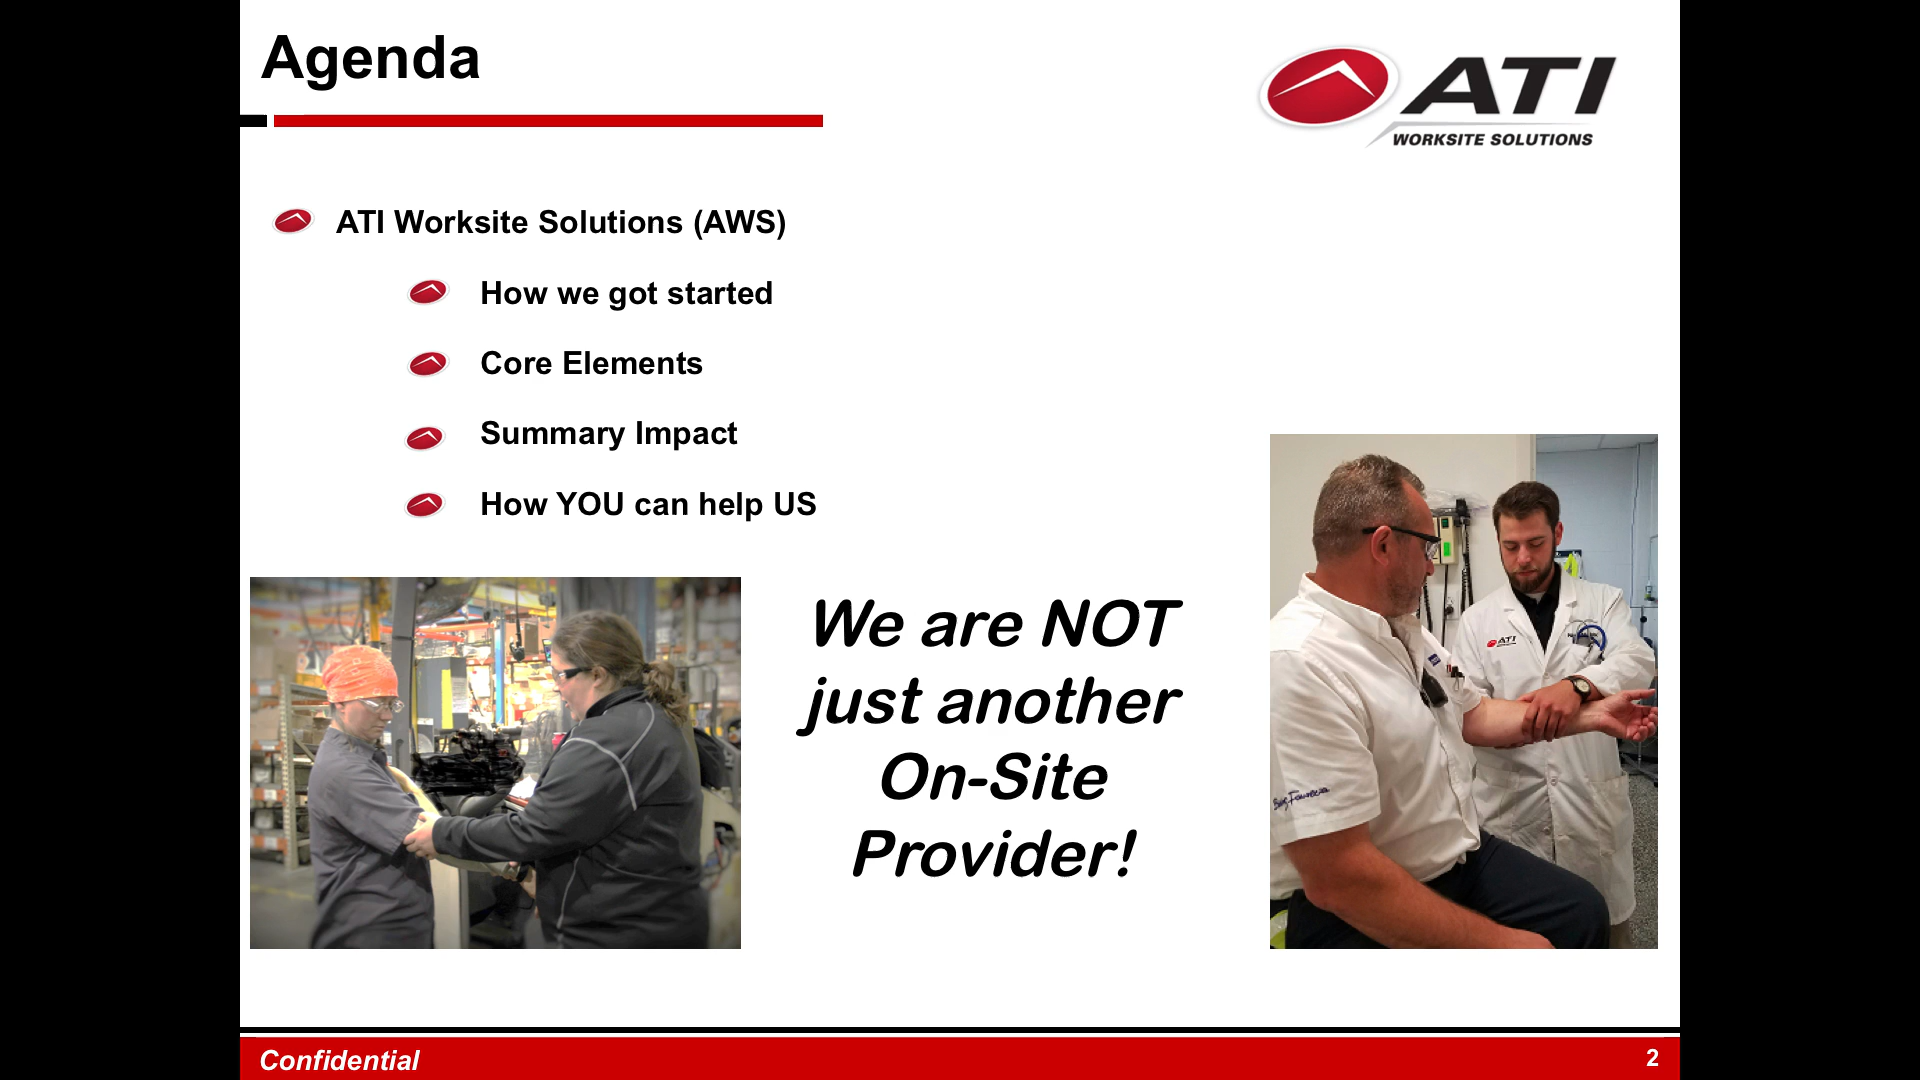 Agenda
ATI
WORKSITE SOLUTIONS
ATI Worksite Solutions (AWS)
How we got started
Core Elements
Summary Impact
How YOU can help US
We are NOT
just another
On-Site
Provider!
ATI
Confidential
2